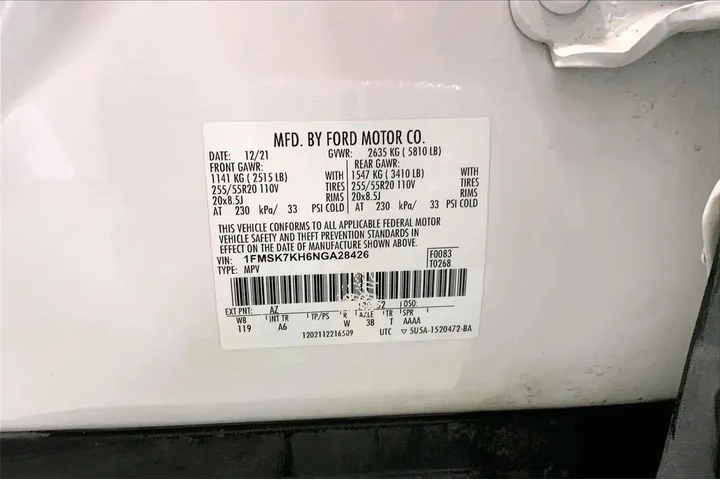 MFD. BY FORD MOTOR CO.
DATE: 12/21 GVWR: 2635 KG ( 5810 LB)
FRONT GAWR: REAR GAWR:
1141 KG ( 2515 LB) WITH 1547 KG ( 3410 LB) WITH
255/55R20 110V TIRES 255/55R20 110V TIRES
20x8.5J RIMS 20x8.5J RIMS
AT 230 kPa/ 33 PSI COLD AT 230 kPa/ 33 PSI COLD
THIS VEHICLE CONFORMS TO ALL APPLICABLE FEDERAL MOTOR
VEHICLE SAFETY AND THEFT PREVENTION STANDARDS IN
EFFECT ON THE DATE OF MANUFACTURE SHOWN ABOVE.
VIN: 1FMSK7KH6NGA28426 F0083
TYPE: MPV T0268
EXT PNT: AZ 52 DSO:
WB INT TR TP/PS R AXLE TR SPR
119 A6 W 3B T AAAA
1202112216509 UTC ▽ 5U5A-1520472-BA